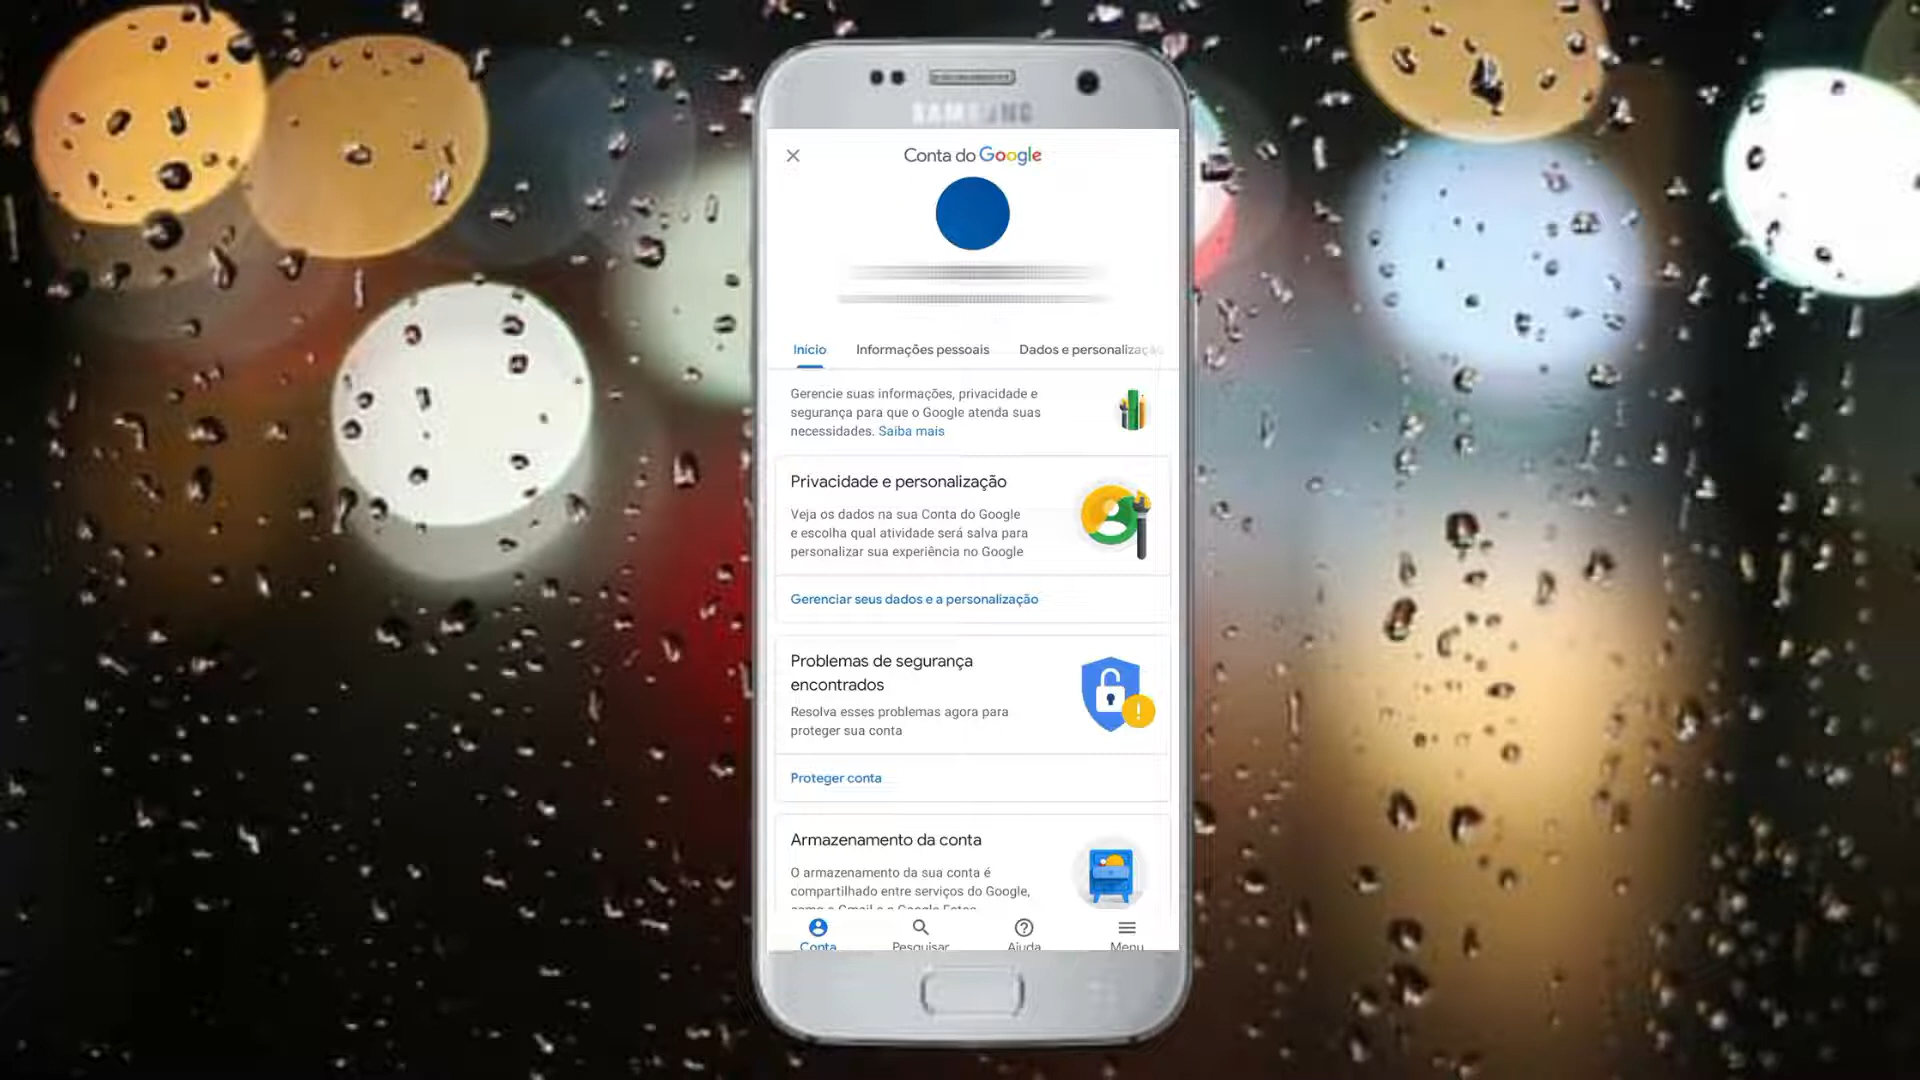 SAMSUNG
Conta do Google
Início Informações pessoais Dados e personalização
Gerencie suas informações, privacidade e
segurança para que o Google atenda suas
necessidades. Saiba mais
Privacidade e personalização
Veja os dados na sua Conta do Google
e escolha qual atividade será salva para
personalizar sua experiência no Google
Gerenciar seus dados e a personalização
Problemas de segurança
encontrados
Resolva esses problemas agora para
proteger sua conta
Proteger conta
Armazenamento da conta
O armazenamento da sua conta é
compartilhado entre serviços do Google,
como o Gmail e o Google Fotos
Conta Pesquisar Ajuda Menu